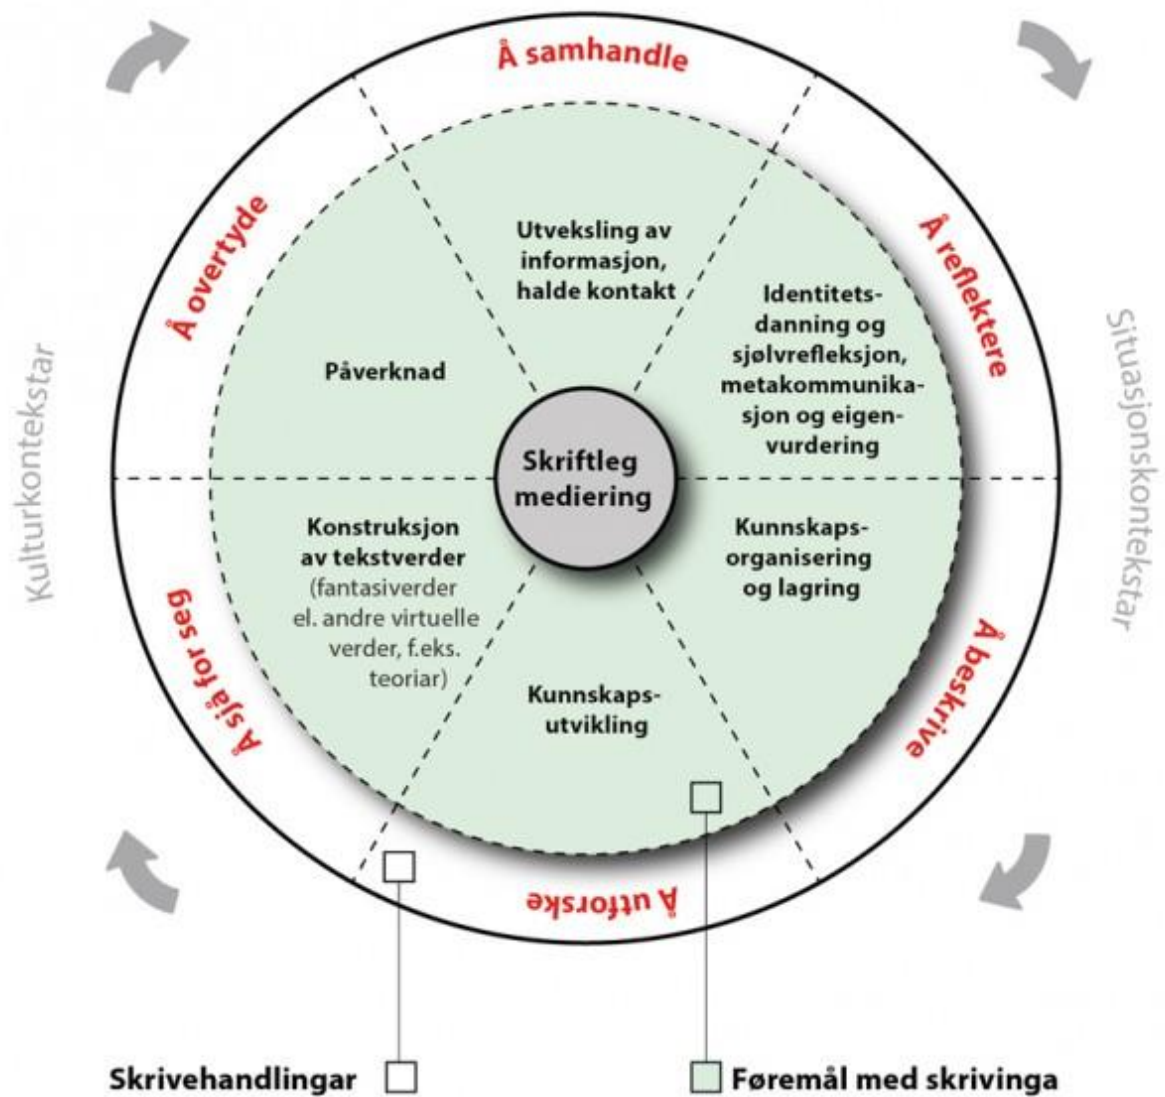 Å samhandle
Å reflektere
Å beskrive
Å utforske
Å sjå for seg
Å overtyde
Kulturkontekstar
Situasjonskontekstar
Utveksling av
informasjon,
halde kontakt
Identitets-
danning og
sjølvrefleksjon,
metakommunika-
sjon og eigen-
vurdering
Kunnskaps-
organisering
og lagring
Kunnskaps-
utvikling
Konstruksjon
av tekstverder
(fantasiverder
el. andre virtuelle
verder, f.eks.
teoriar)
Påverknad
Skriftleg
mediering
Skrivehandlingar
Føremål med skrivinga